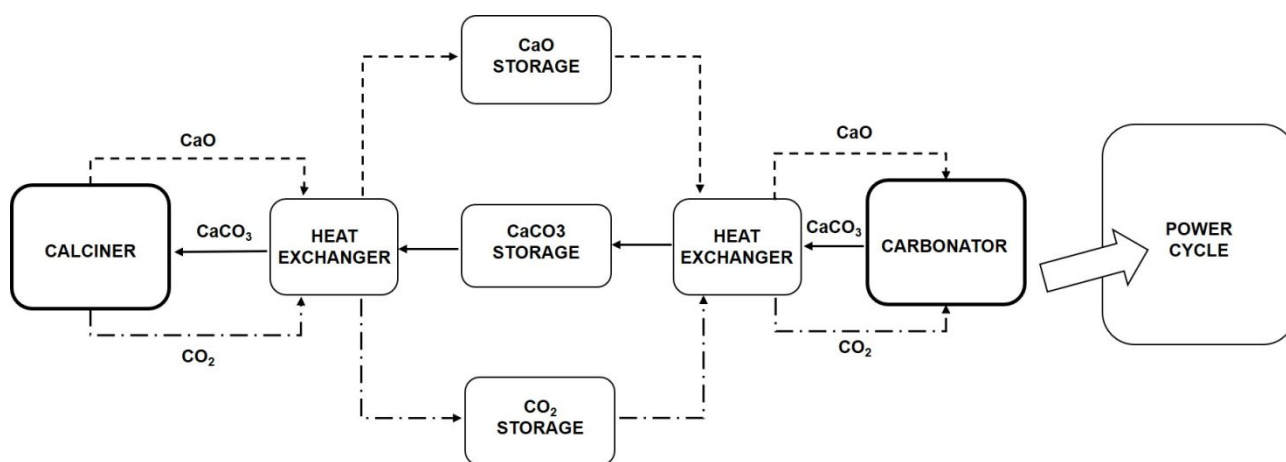 CaO
STORAGE
CaO
CaO
CaCO₃
CALCINER
HEAT
EXCHANGER
CaCO3
STORAGE
HEAT
EXCHANGER
CaCO₃
CARBONATOR
POWER
CYCLE
CO₂
CO₂
CO₂
STORAGE